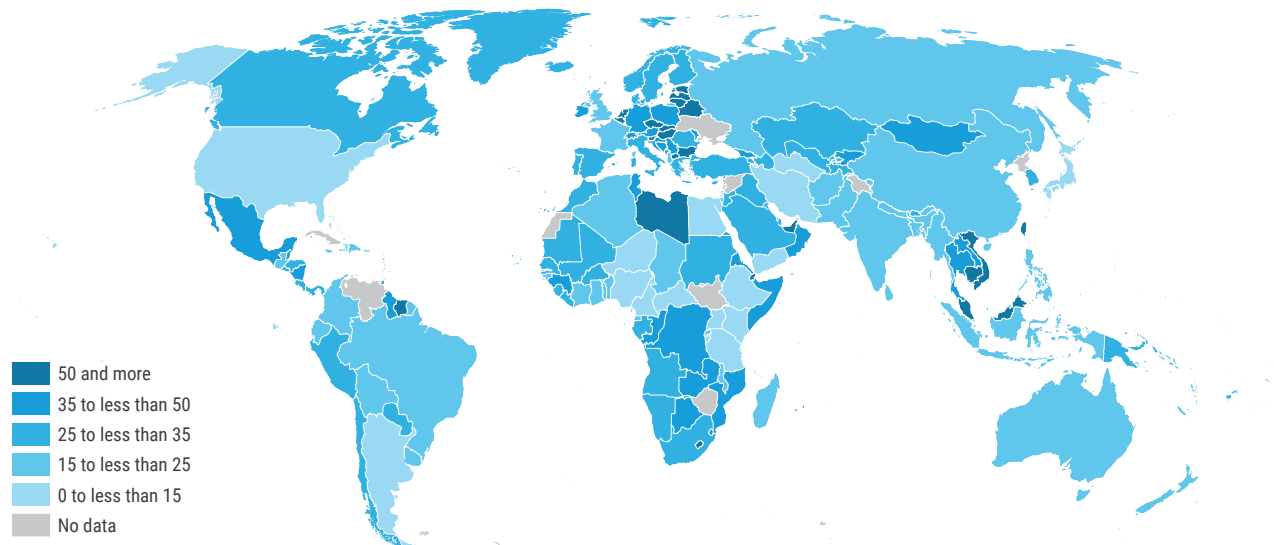 50 and more
35 to less than 50
25 to less than 35
15 to less than 25
0 to less than 15
No data